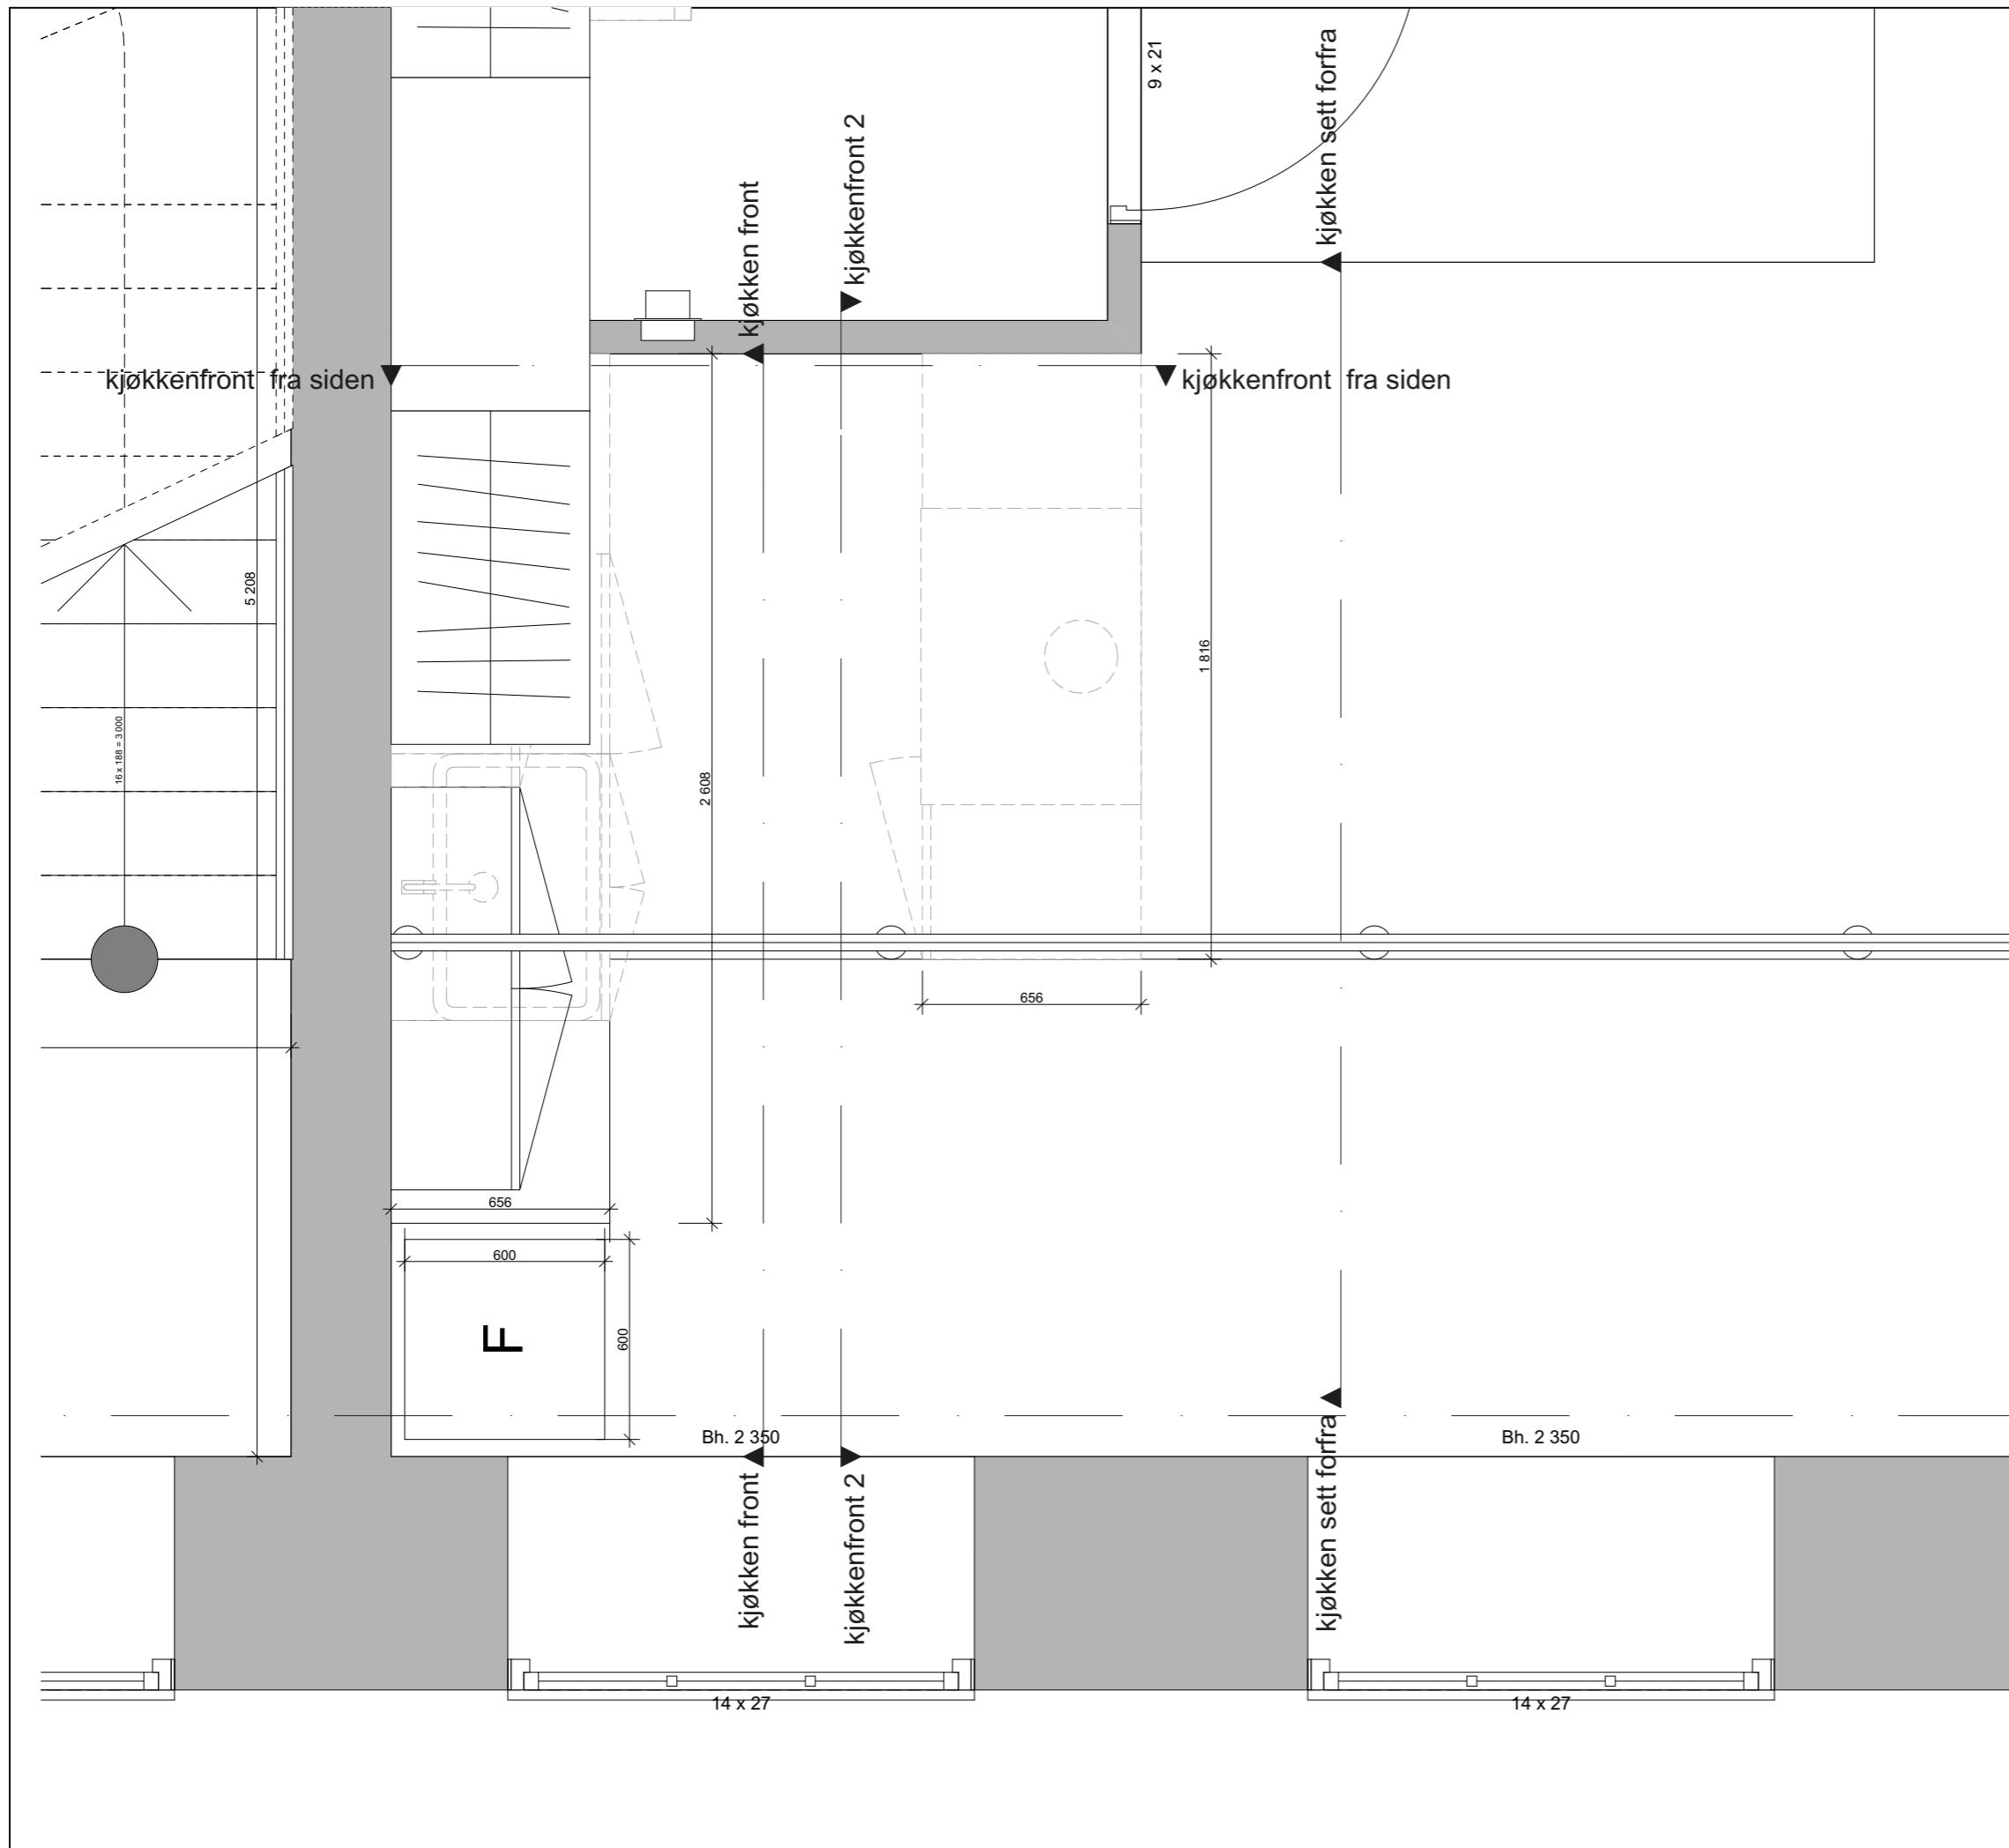 9 x 21
kjøkken sett forfra
kjøkkenfront 2
kjøkken front
kjøkkenfront fra siden
kjøkkenfront fra siden
5 208
1 816
16 x 188 = 3 000
2 608
656
656
600
600
F
Bh. 2 350
Bh. 2 350
kjøkken front
kjøkkenfront 2
kjøkken sett forfra
14 x 27
14 x 27